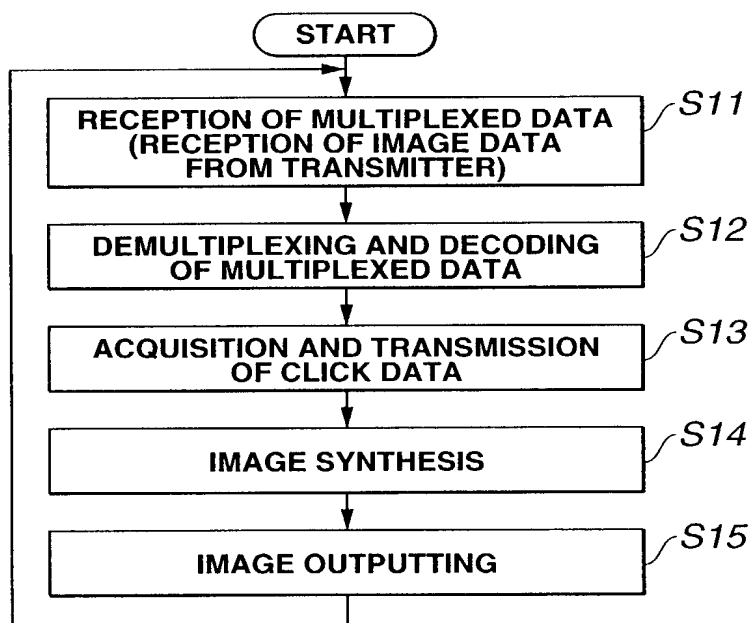 START
RECEPTION OF MULTIPLEXED DATA
(RECEPTION OF IMAGE DATA
FROM TRANSMITTER)
S11
DEMULTIPLEXING AND DECODING
OF MULTIPLEXED DATA
S12
ACQUISITION AND TRANSMISSION
OF CLICK DATA
S13
IMAGE SYNTHESIS
S14
IMAGE OUTPUTTING
S15